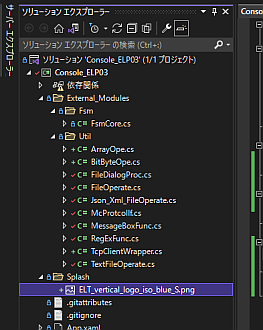 サーバー エクスプローラー
ソリューション エクスプローラー
ソリューション エクスプローラー の検索 (Ctrl+:)
ソリューション 'Console_ELP03' (1/1 プロジェクト)
Console_ELP03
依存関係
External_Modules
Fsm
FsmCore.cs
Util
ArrayOpe.cs
BitByteOpe.cs
FileDialogProc.cs
FileOperate.cs
Json_Xml_FileOperate.cs
McProtcolIf.cs
MessageBoxFunc.cs
RegExFunc.cs
TcpClientWrapper.cs
TextFileOperate.cs
Splash
ELT_vertical_logo_iso_blue_S.png
.gitattributes
.gitignore
App.xaml